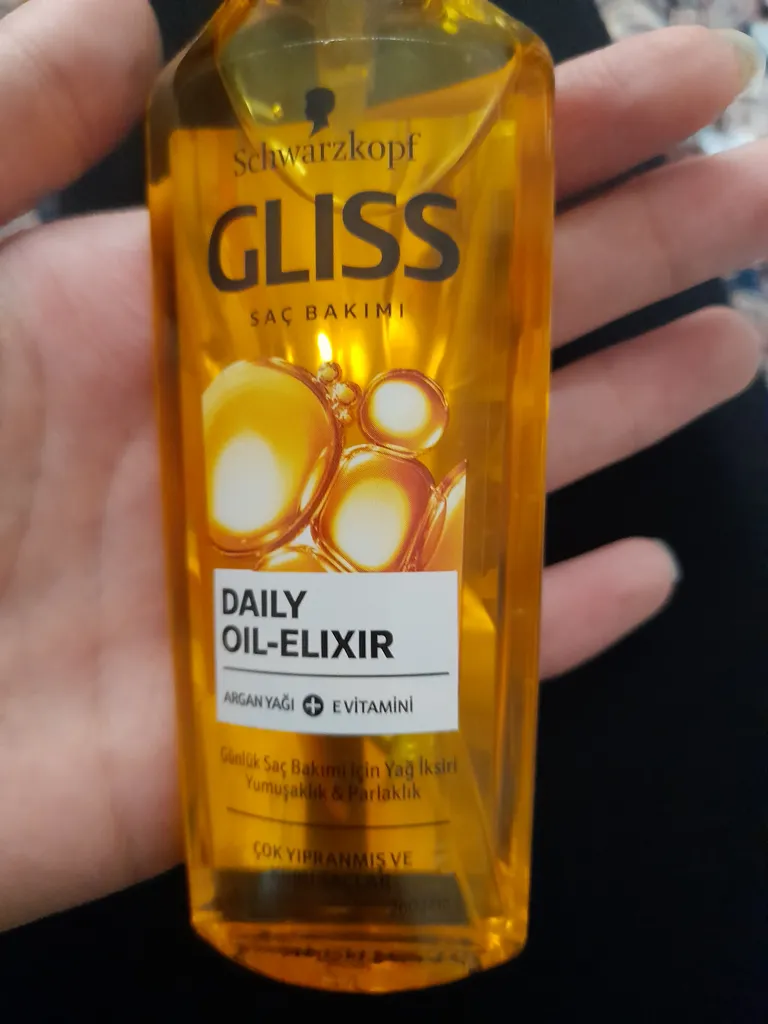 Schwarzkopf
GLISS
SAÇ BAKIMI
DAILY
OIL-ELIXIR
ARGAN YAĞI + E VİTAMİNİ
Günlük Saç Bakımı İçin Yağ İksiri
Yumuşaklık & Parlaklık
ÇOK YIPRANMIŞ VE
SAÇLAR